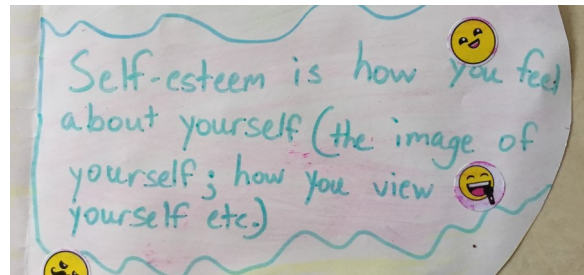 Self-esteem is how you feel
about yourself (the image of
yourself; how you view
yourself etc.)